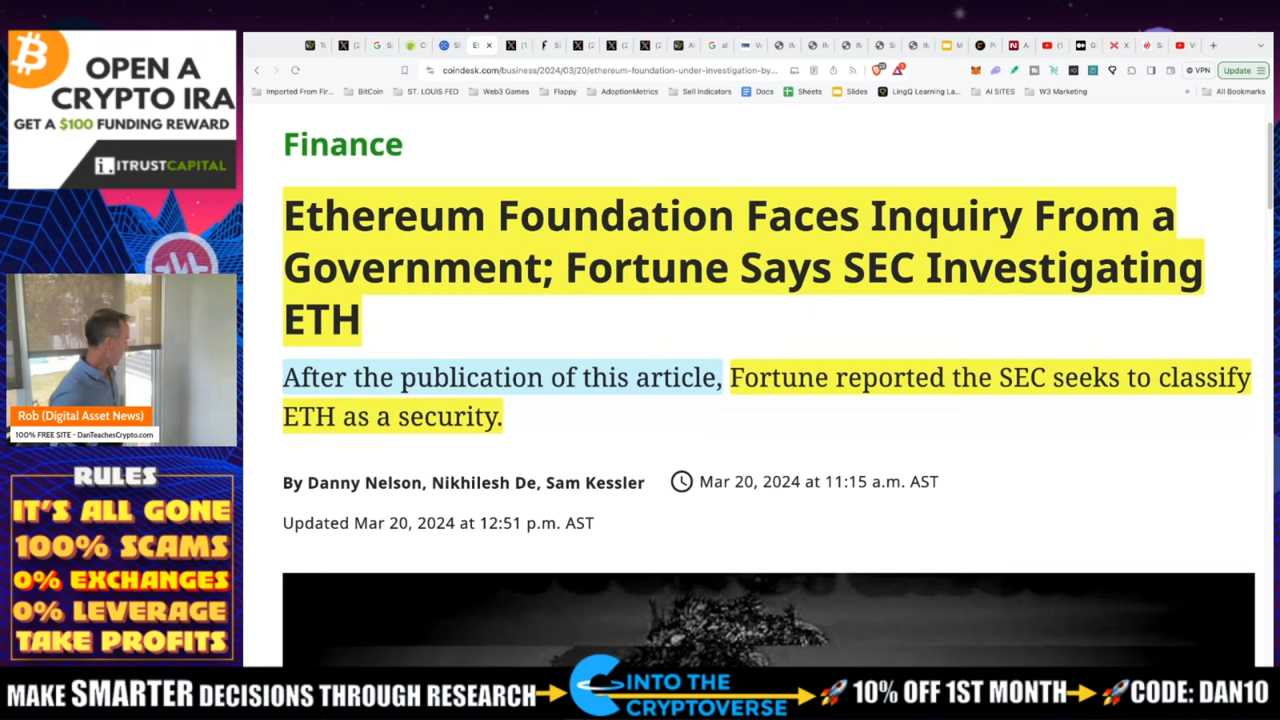 OPEN A
CRYPTO IRA
GET A $100 FUNDING REWARD
i. ITRUSTCAPITAL
Rob (Digital Asset News)
100% FREE SITE - DanTeachesCrypto.com
RULES
IT'S ALL GONE
100% SCAMS
0% EXCHANGES
0% LEVERAGE
TAKE PROFITS
coindesk.com/business/2024/03/20/ethereum-foundation-under-investigation-by...
VPN
Update
Imported From Fir...
BitCoin
ST. LOUIS FED
Web3 Games
Flappy
AdoptionMetrics
Sell Indicators
Docs
Sheets
Slides
LingQ Learning La...
AI SITES
W3 Marketing
»
All Bookmarks
Finance
Ethereum Foundation Faces Inquiry From a
Government; Fortune Says SEC Investigating
ETH
After the publication of this article, Fortune reported the SEC seeks to classify
ETH as a security.
By Danny Nelson, Nikhilesh De, Sam Kessler
Mar 20, 2024 at 11:15 a.m. AST
Updated Mar 20, 2024 at 12:51 p.m. AST
MAKE SMARTER DECISIONS THROUGH RESEARCH
INTO THE
CRYPTOVERSE
10% OFF 1ST MONTH
CODE: DAN10